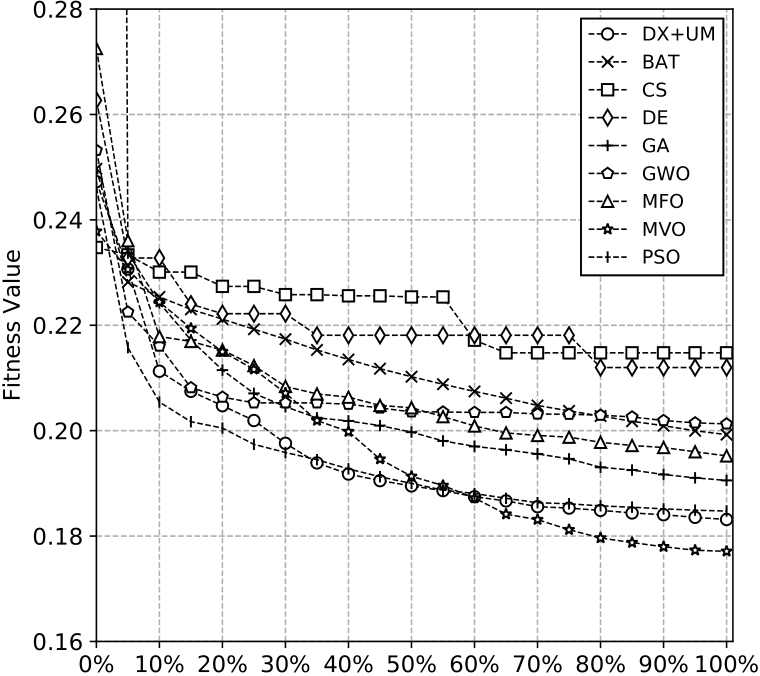 0.28
0.26
0.24
0.22
0.20
0.18
0.16
Fitness Value
0% 10% 20% 30% 40% 50% 60% 70% 80% 90% 100%
DX+UM
BAT
CS
DE
GA
GWO
MFO
MVO
PSO